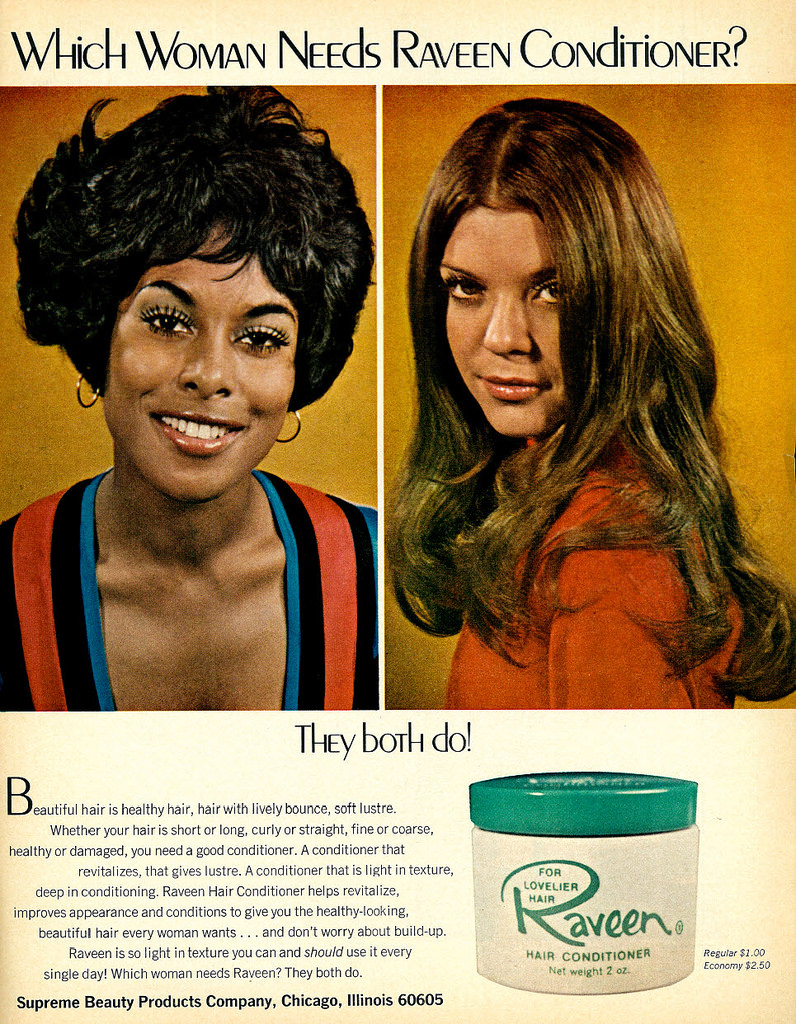 Which Woman Needs Raveen Conditioner?
They both do!
Beautiful hair is healthy hair, hair with lively bounce, soft lustre.
Whether your hair is short or long, curly or straight, fine or coarse,
healthy or damaged, you need a good conditioner. A conditioner that
revitalizes, that gives lustre. A conditioner that is light in texture,
deep in conditioning. Raveen Hair Conditioner helps revitalize,
improves appearance and conditions to give you the healthy-looking,
beautiful hair every woman wants . . . and don't worry about build-up.
Raveen is so light in texture you can and should use it every
single day! Which woman needs Raveen? They both do.
Supreme Beauty Products Company, Chicago, Illinois 60605
FOR
LOVELIER
HAIR
Raveen®
HAIR CONDITIONER
Net weight 2 oz.
Regular $1.00
Economy $2.50